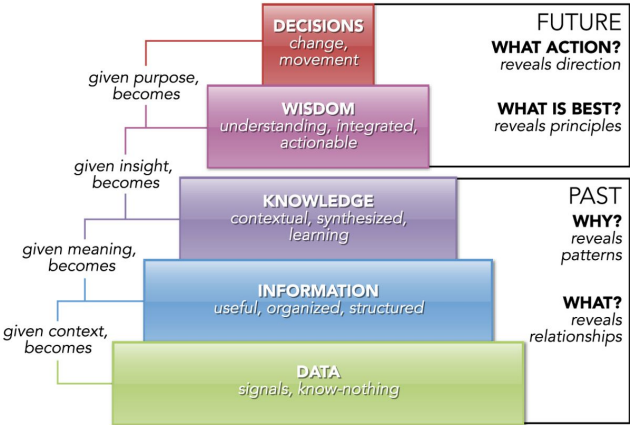 DECISIONS
change,
movement
WISDOM
understanding, integrated,
actionable
KNOWLEDGE
contextual, synthesized,
learning
INFORMATION
useful, organized, structured
DATA
signals, know-nothing
given purpose,
becomes
given insight,
becomes
given meaning,
becomes
given context,
becomes
FUTURE
WHAT ACTION?
reveals direction
WHAT IS BEST?
reveals principles
PAST
WHY?
reveals
patterns
WHAT?
reveals
relationships